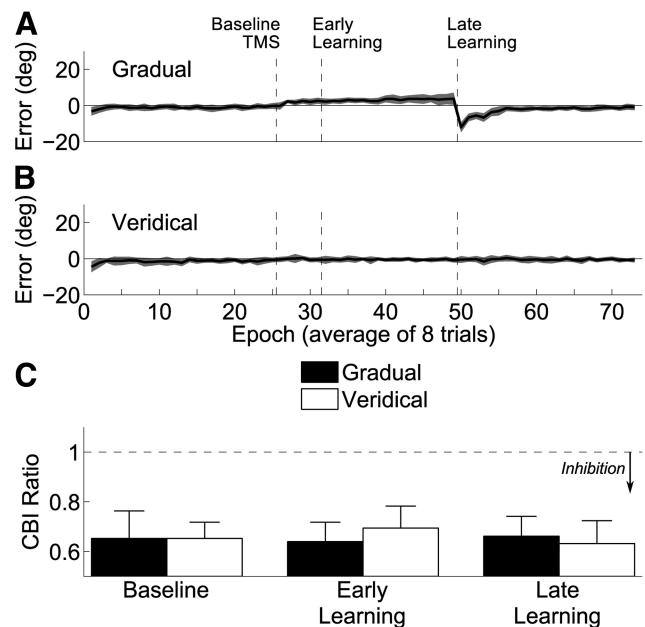 A
Baseline TMS
Early Learning
Late Learning
Gradual
Error (deg)
20
0
−20
B
Veridical
Error (deg)
20
0
−20
0 10 20 30 40 50 60 70
Epoch (average of 8 trials)
C
Gradual
Veridical
CBI Ratio
1
0.8
0.6
Inhibition
Baseline
Early Learning
Late Learning